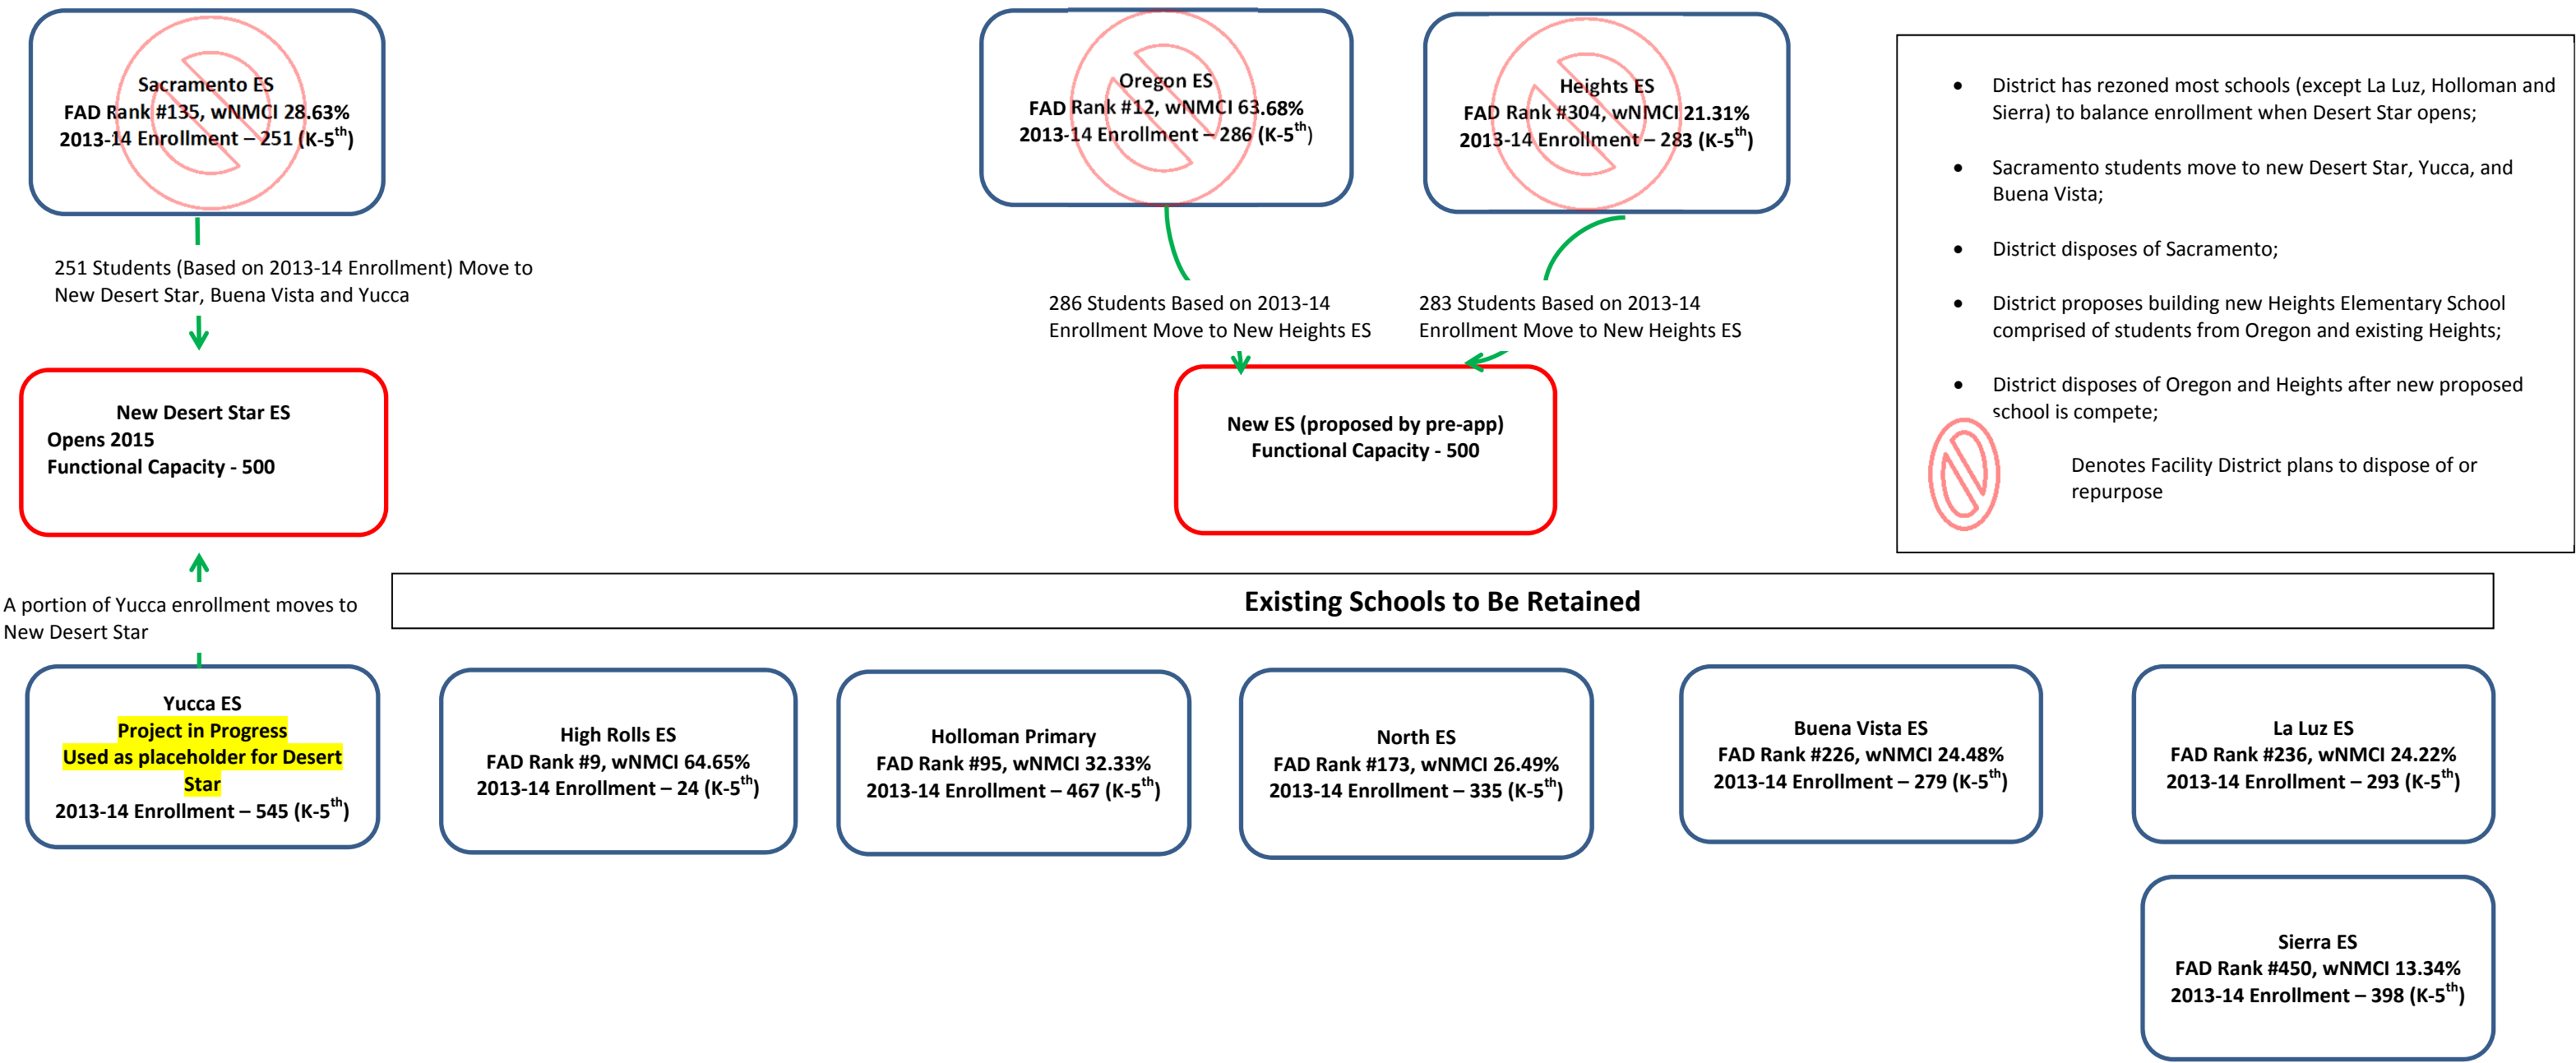 Sacramento ES
FAD Rank #135, wNMCI 28.63%
2013-14 Enrollment – 251 (K-5th)
Oregon ES
FAD Rank #12, wNMCI 63.68%
2013-14 Enrollment – 286 (K-5th)
Heights ES
FAD Rank #304, wNMCI 21.31%
2013-14 Enrollment – 283 (K-5th)
• District has rezoned most schools (except La Luz, Holloman and
Sierra) to balance enrollment when Desert Star opens;
• Sacramento students move to new Desert Star, Yucca, and
Buena Vista;
• District disposes of Sacramento;
• District proposes building new Heights Elementary School
comprised of students from Oregon and existing Heights;
• District disposes of Oregon and Heights after new proposed
school is compete;
Denotes Facility District plans to dispose of or
repurpose
251 Students (Based on 2013-14 Enrollment) Move to
New Desert Star, Buena Vista and Yucca
286 Students Based on 2013-14
Enrollment Move to New Heights ES
283 Students Based on 2013-14
Enrollment Move to New Heights ES
New Desert Star ES
Opens 2015
Functional Capacity - 500
New ES (proposed by pre-app)
Functional Capacity - 500
A portion of Yucca enrollment moves to
New Desert Star
Existing Schools to Be Retained
Yucca ES
Project in Progress
Used as placeholder for Desert
Star
2013-14 Enrollment – 545 (K-5th)
High Rolls ES
FAD Rank #9, wNMCI 64.65%
2013-14 Enrollment – 24 (K-5th)
Holloman Primary
FAD Rank #95, wNMCI 32.33%
2013-14 Enrollment – 467 (K-5th)
North ES
FAD Rank #173, wNMCI 26.49%
2013-14 Enrollment – 335 (K-5th)
Buena Vista ES
FAD Rank #226, wNMCI 24.48%
2013-14 Enrollment – 279 (K-5th)
La Luz ES
FAD Rank #236, wNMCI 24.22%
2013-14 Enrollment – 293 (K-5th)
Sierra ES
FAD Rank #450, wNMCI 13.34%
2013-14 Enrollment – 398 (K-5th)